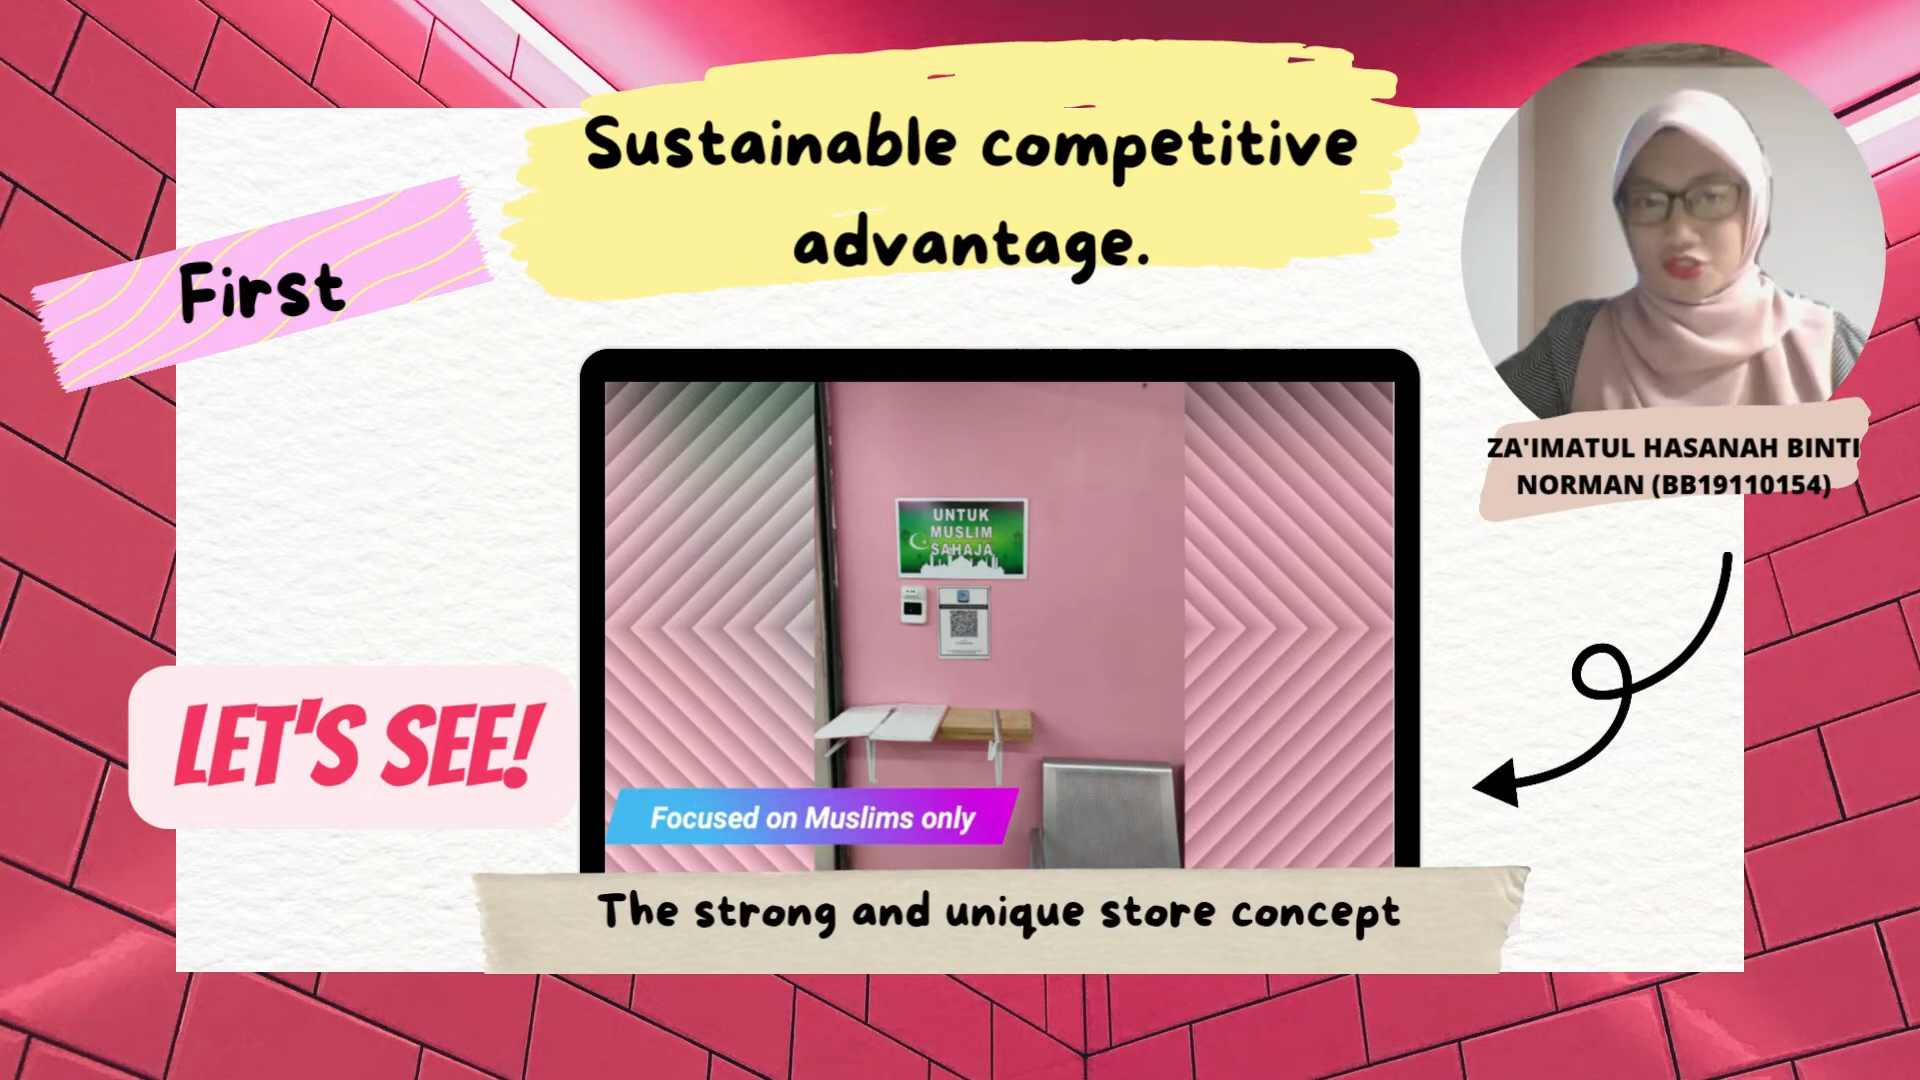 Sustainable competitive
advantage.
First
ZA'IMATUL HASANAH BINTI
NORMAN (BB19110154)
UNTUK
MUSLIM
SAHAJA
LET'S SEE!
Focused on Muslims only
The strong and unique store concept